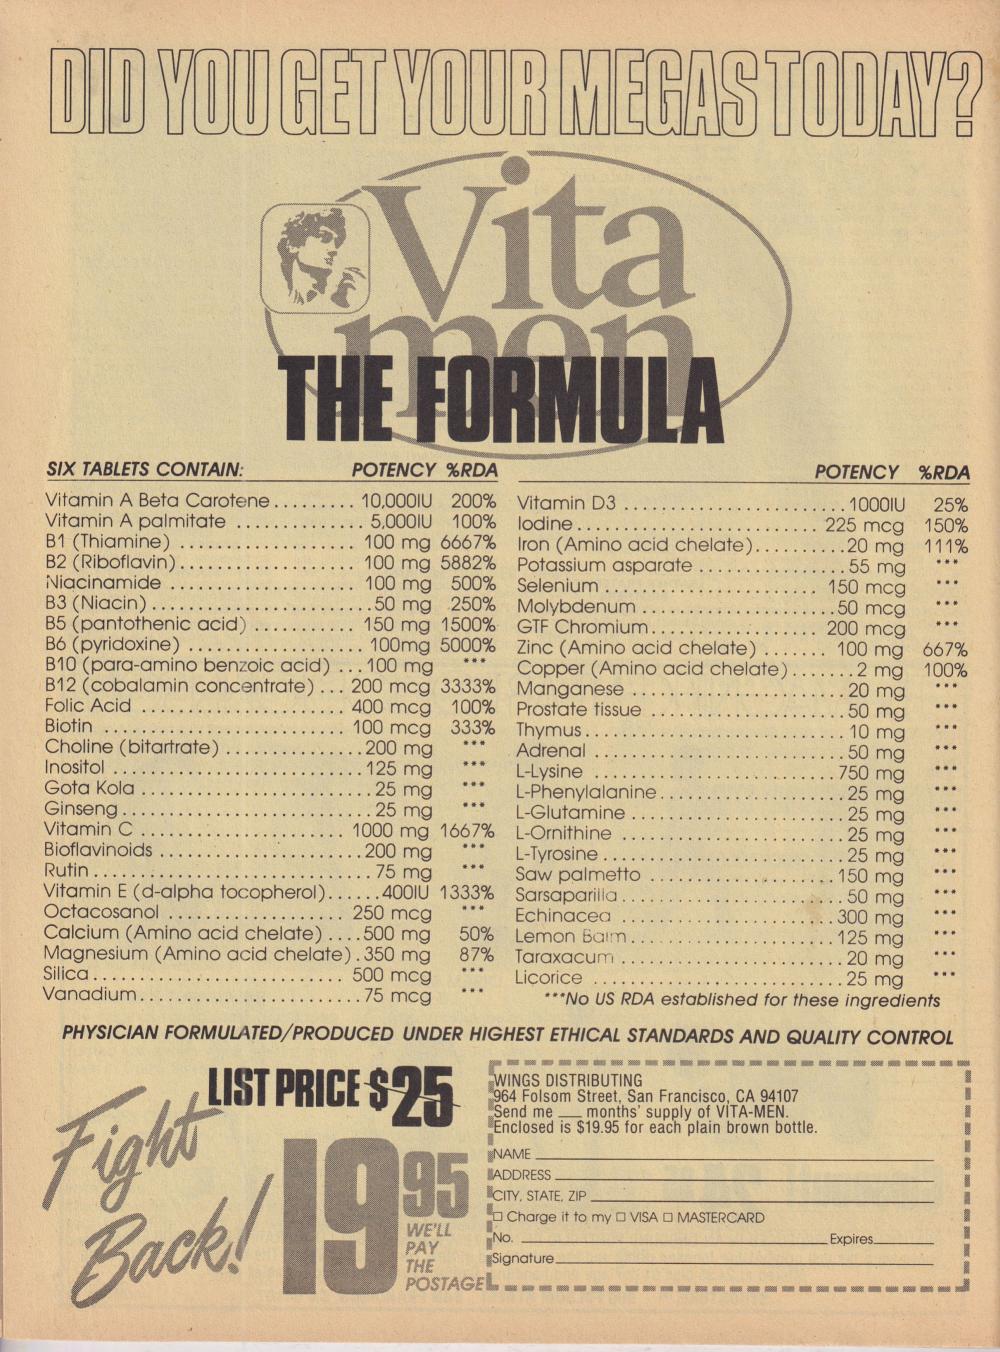 DID YOU GET YOUR MEGAS TODAY?
Vita
men
THE FORMULA
SIX TABLETS CONTAIN: POTENCY %RDA
Vitamin A Beta Carotene......... 10,000IU 200%
Vitamin A palmitate ............. 5,000IU 100%
B1 (Thiamine) .................. 100 mg 6667%
B2 (Riboflavin).................. 100 mg 5882%
Niacinamide .................... 100 mg 500%
B3 (Niacin)...................... 50 mg 250%
B5 (pantothenic acid) ........... 150 mg 1500%
B6 (pyridoxine) .................. 100mg 5000%
B10 (para-amino benzoic acid) ... 100 mg ***
B12 (cobalamin concentrate) ... 200 mcg 3333%
Folic Acid ..................... 400 mcg 100%
Biotin ......................... 100 mcg 333%
Choline (bitartrate) .............. 200 mg ***
Inositol ......................... 125 mg ***
Gota Kola ....................... 25 mg ***
Ginseng......................... 25 mg ***
Vitamin C ..................... 1000 mg 1667%
Bioflavinoids .................... 200 mg ***
Rutin ............................ 75 mg ***
Vitamin E (d-alpha tocopherol)...... 400IU 1333%
Octacosanol .................. 250 mcg ***
Calcium (Amino acid chelate) .... 500 mg 50%
Magnesium (Amino acid chelate). 350 mg 87%
Silica ......................... 500 mcg ***
Vanadium....................... 75 mcg ***
POTENCY %RDA
Vitamin D3 ....................... 1000IU 25%
Iodine......................... 225 mcg 150%
Iron (Amino acid chelate).......... 20 mg 111%
Potassium asparate ............... 55 mg ***
Selenium ....................... 150 mcg ***
Molybdenum .................... 50 mcg ***
GTF Chromium.................. 200 mcg ***
Zinc (Amino acid chelate) ....... 100 mg 667%
Copper (Amino acid chelate)....... 2 mg 100%
Manganese ...................... 20 mg ***
Prostate tissue .................... 50 mg ***
Thymus........................... 10 mg ***
Adrenal .......................... 50 mg ***
L-Lysine ......................... 750 mg ***
L-Phenylalanine................... 25 mg ***
L-Glutamine ...................... 25 mg ***
L-Ornithine ....................... 25 mg ***
L-Tyrosine......................... 25 mg ***
Saw palmetto .................... 150 mg ***
Sarsaparilla....................... 50 mg ***
Echinacea ...................... 300 mg ***
Lemon Balm..................... 125 mg ***
Taraxacum ....................... 20 mg ***
Licorice .......................... 25 mg ***
***No US RDA established for these ingredients
PHYSICIAN FORMULATED/PRODUCED UNDER HIGHEST ETHICAL STANDARDS AND QUALITY CONTROL
Fight
Back!
LIST PRICE $25
19 95
WE'LL
PAY
THE
POSTAGE
WINGS DISTRIBUTING
964 Folsom Street, San Francisco, CA 94107
Send me ___ months' supply of VITA-MEN.
Enclosed is $19.95 for each plain brown bottle.
NAME
ADDRESS
CITY, STATE, ZIP
☐ Charge it to my ☐ VISA ☐ MASTERCARD
No. Expires
Signature